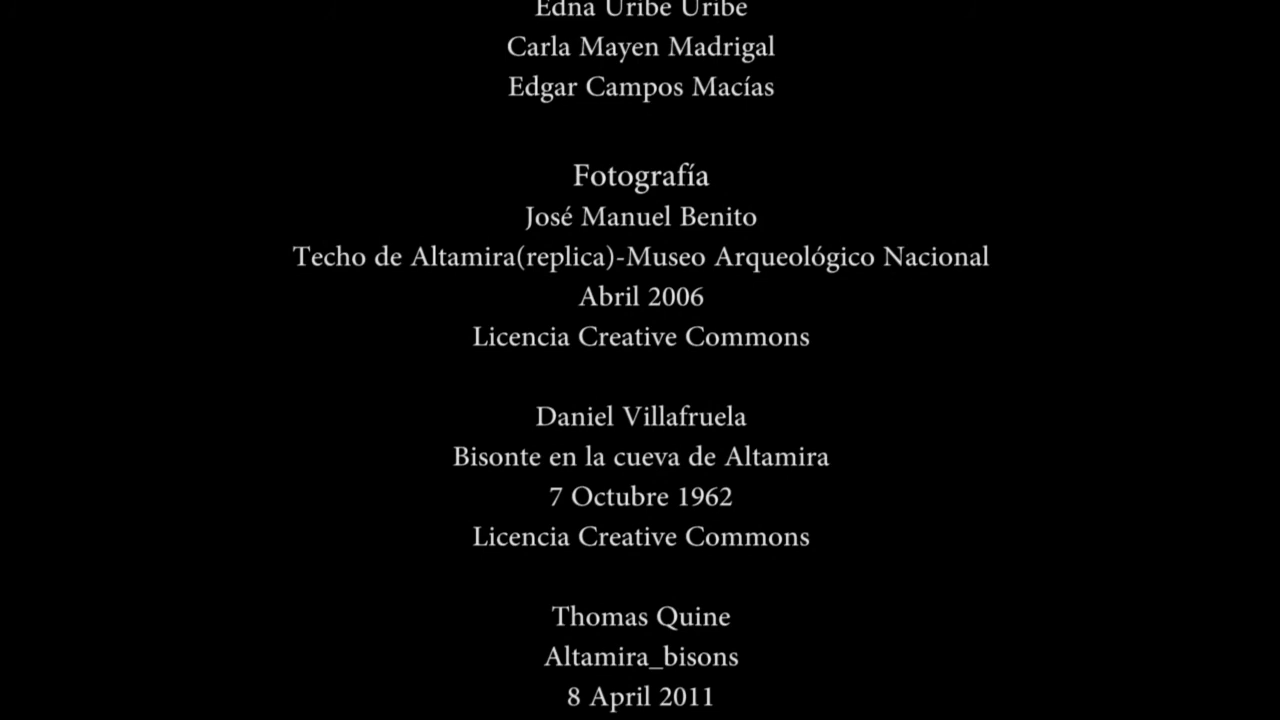 Edna Uribe Uribe
Carla Mayen Madrigal
Edgar Campos Macías
Fotografía
José Manuel Benito
Techo de Altamira(replica)-Museo Arqueológico Nacional
Abril 2006
Licencia Creative Commons
Daniel Villafruela
Bisonte en la cueva de Altamira
7 Octubre 1962
Licencia Creative Commons
Thomas Quine
Altamira_bisons
8 April 2011